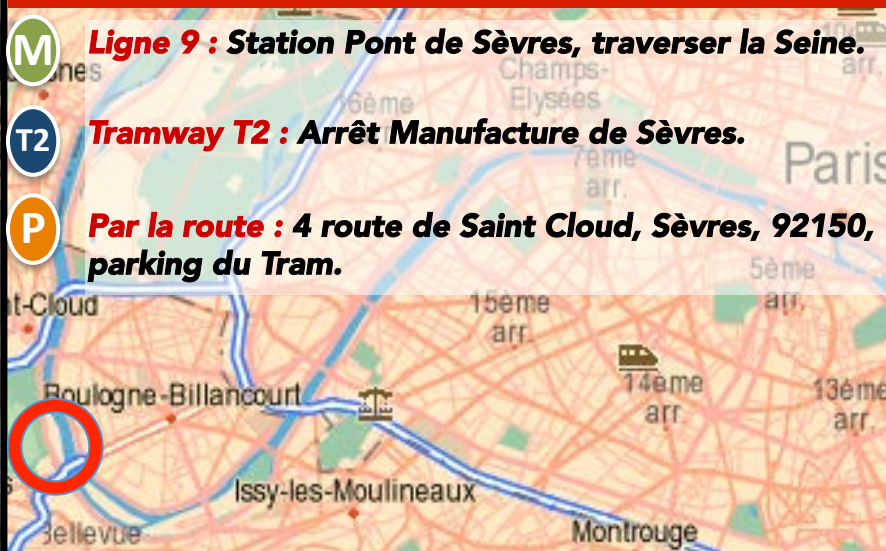 M Ligne 9 : Station Pont de Sèvres, traverser la Seine.
nes
Champs-
Elysées
arr.
16ème
T2 Tramway T2 : Arrêt Manufacture de Sèvres.
7ème
arr.
Paris
P Par la route : 4 route de Saint Cloud, Sèvres, 92150,
parking du Tram.
5ème
arr.
t-Cloud
15ème
arr.
Boulogne-Billancourt
14ème
arr.
13ème
arr.
s
Issy-les-Moulineaux
Bellevue
Montrouge